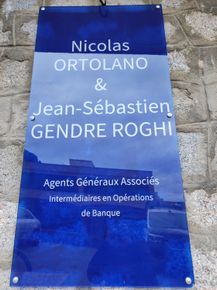 Nicolas
ORTOLANO
&
Jean-Sébastien
GENDRE ROGHI
Agents Généraux Associés
Intermédiaires en Opérations
de Banque